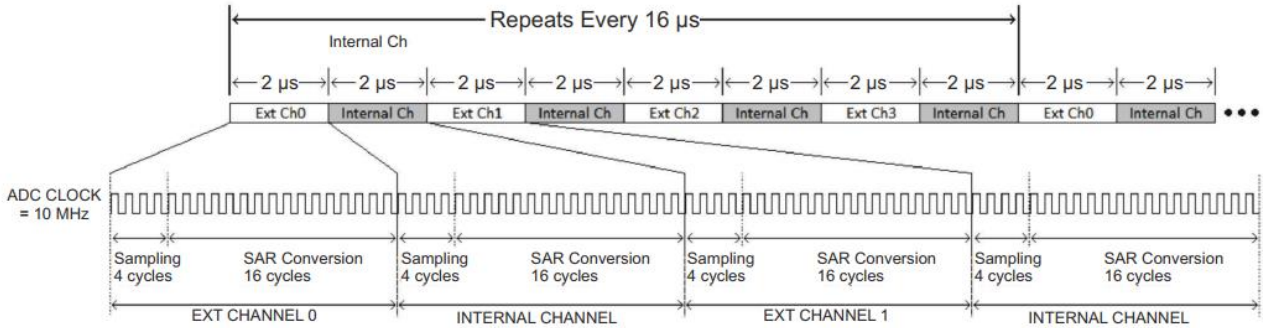 Repeats Every 16 µs
Internal Ch
2 µs 2 µs 2 µs 2 µs 2 µs 2 µs 2 µs 2 µs 2 µs 2 µs
Ext Ch0 Internal Ch Ext Ch1 Internal Ch Ext Ch2 Internal Ch Ext Ch3 Internal Ch Ext Ch0 Internal Ch
ADC CLOCK
= 10 MHz
Sampling SAR Conversion Sampling SAR Conversion Sampling SAR Conversion Sampling SAR Conversion
4 cycles 16 cycles 4 cycles 16 cycles 4 cycles 16 cycles 4 cycles 16 cycles
EXT CHANNEL 0 INTERNAL CHANNEL EXT CHANNEL 1 INTERNAL CHANNEL